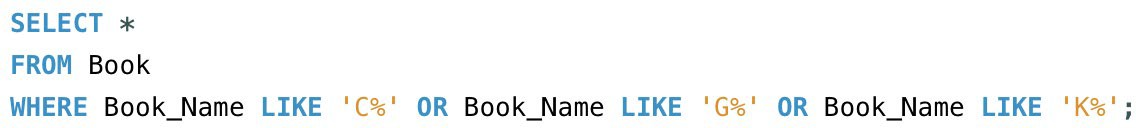 SELECT *
FROM Book
WHERE Book_Name LIKE 'C%' OR Book_Name LIKE 'G%' OR Book_Name LIKE 'K%';